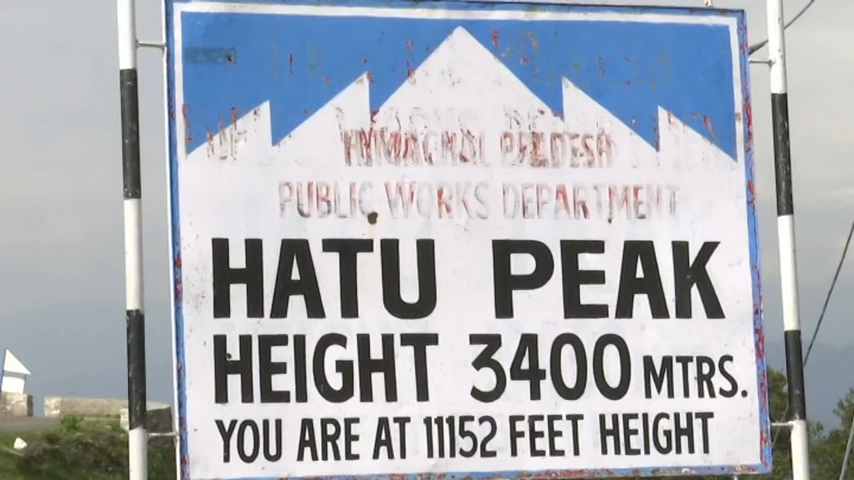 HIMACHAL PRADESH
PUBLIC WORKS DEPARTMENT
HATU PEAK
HEIGHT 3400 MTRS.
YOU ARE AT 11152 FEET HEIGHT